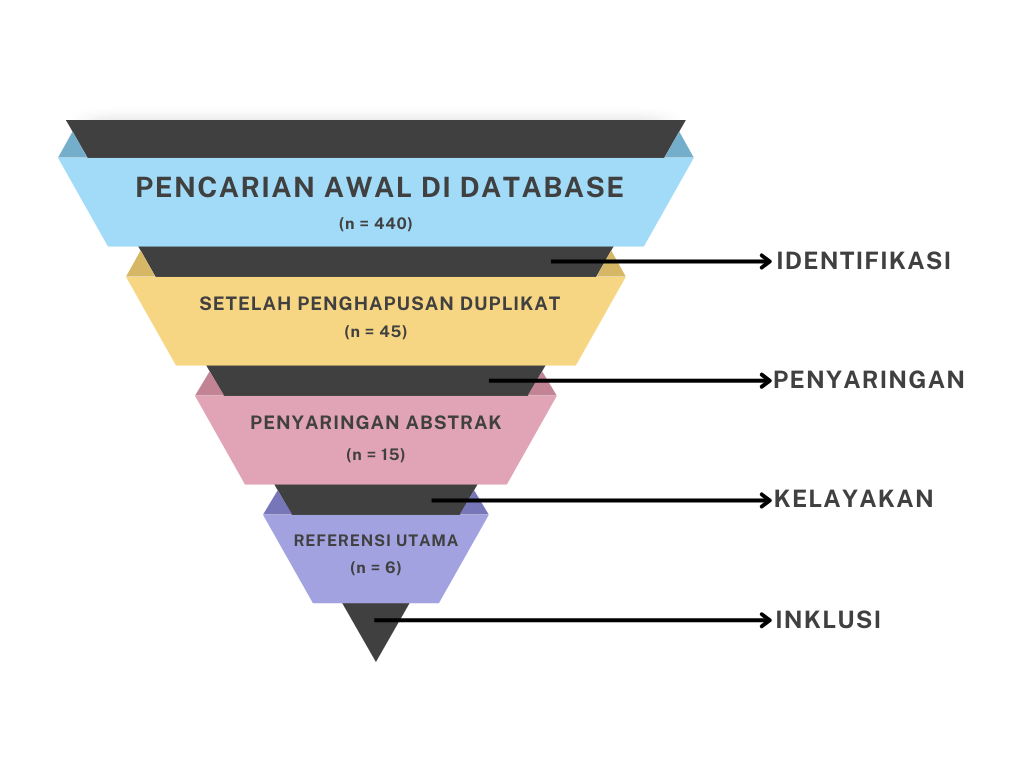 PENCARIAN AWAL DI DATABASE
(n = 440)
IDENTIFIKASI
SETELAH PENGHAPUSAN DUPLIKAT
(n = 45)
PENYARINGAN
PENYARINGAN ABSTRAK
(n = 15)
KELAYAKAN
REFERENSI UTAMA
(n = 6)
INKLUSI